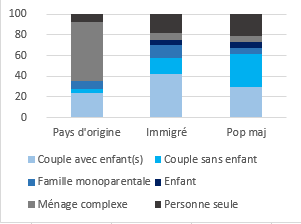 100
80
60
40
20
0
Pays d'origine Immigré Pop maj
Couple avec enfant(s) Couple sans enfant
Famille monoparentale Enfant
Ménage complexe Personne seule